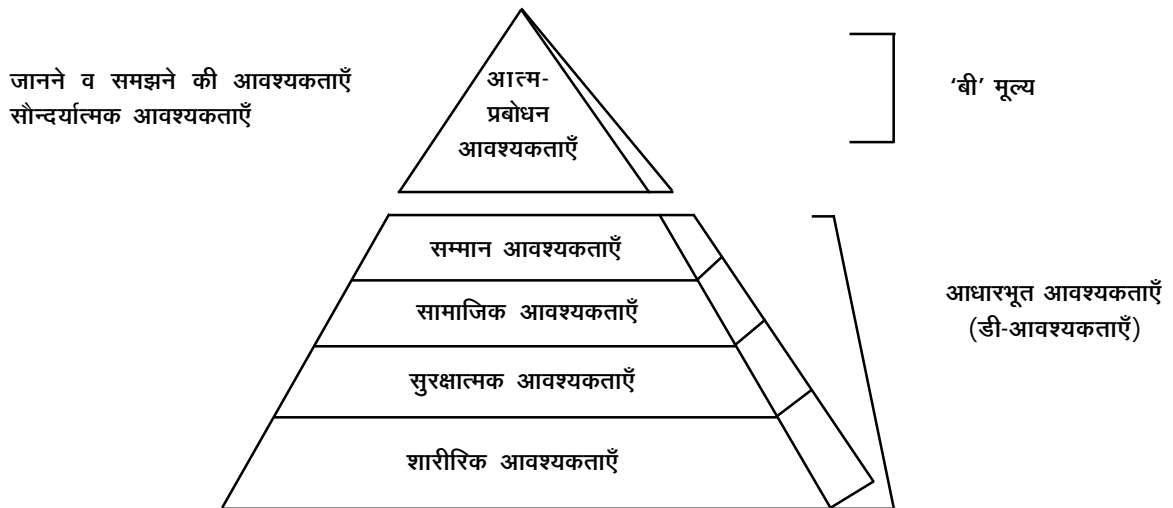 जानने व समझने की आवश्यकताएँ
सौन्दर्यात्मक आवश्यकताएँ
आत्म-
प्रबोधन
आवश्यकताएँ
‘बी’ मूल्य
सम्मान आवश्यकताएँ
सामाजिक आवश्यकताएँ
सुरक्षात्मक आवश्यकताएँ
शारीरिक आवश्यकताएँ
आधारभूत आवश्यकताएँ
(डी-आवश्यकताएँ)